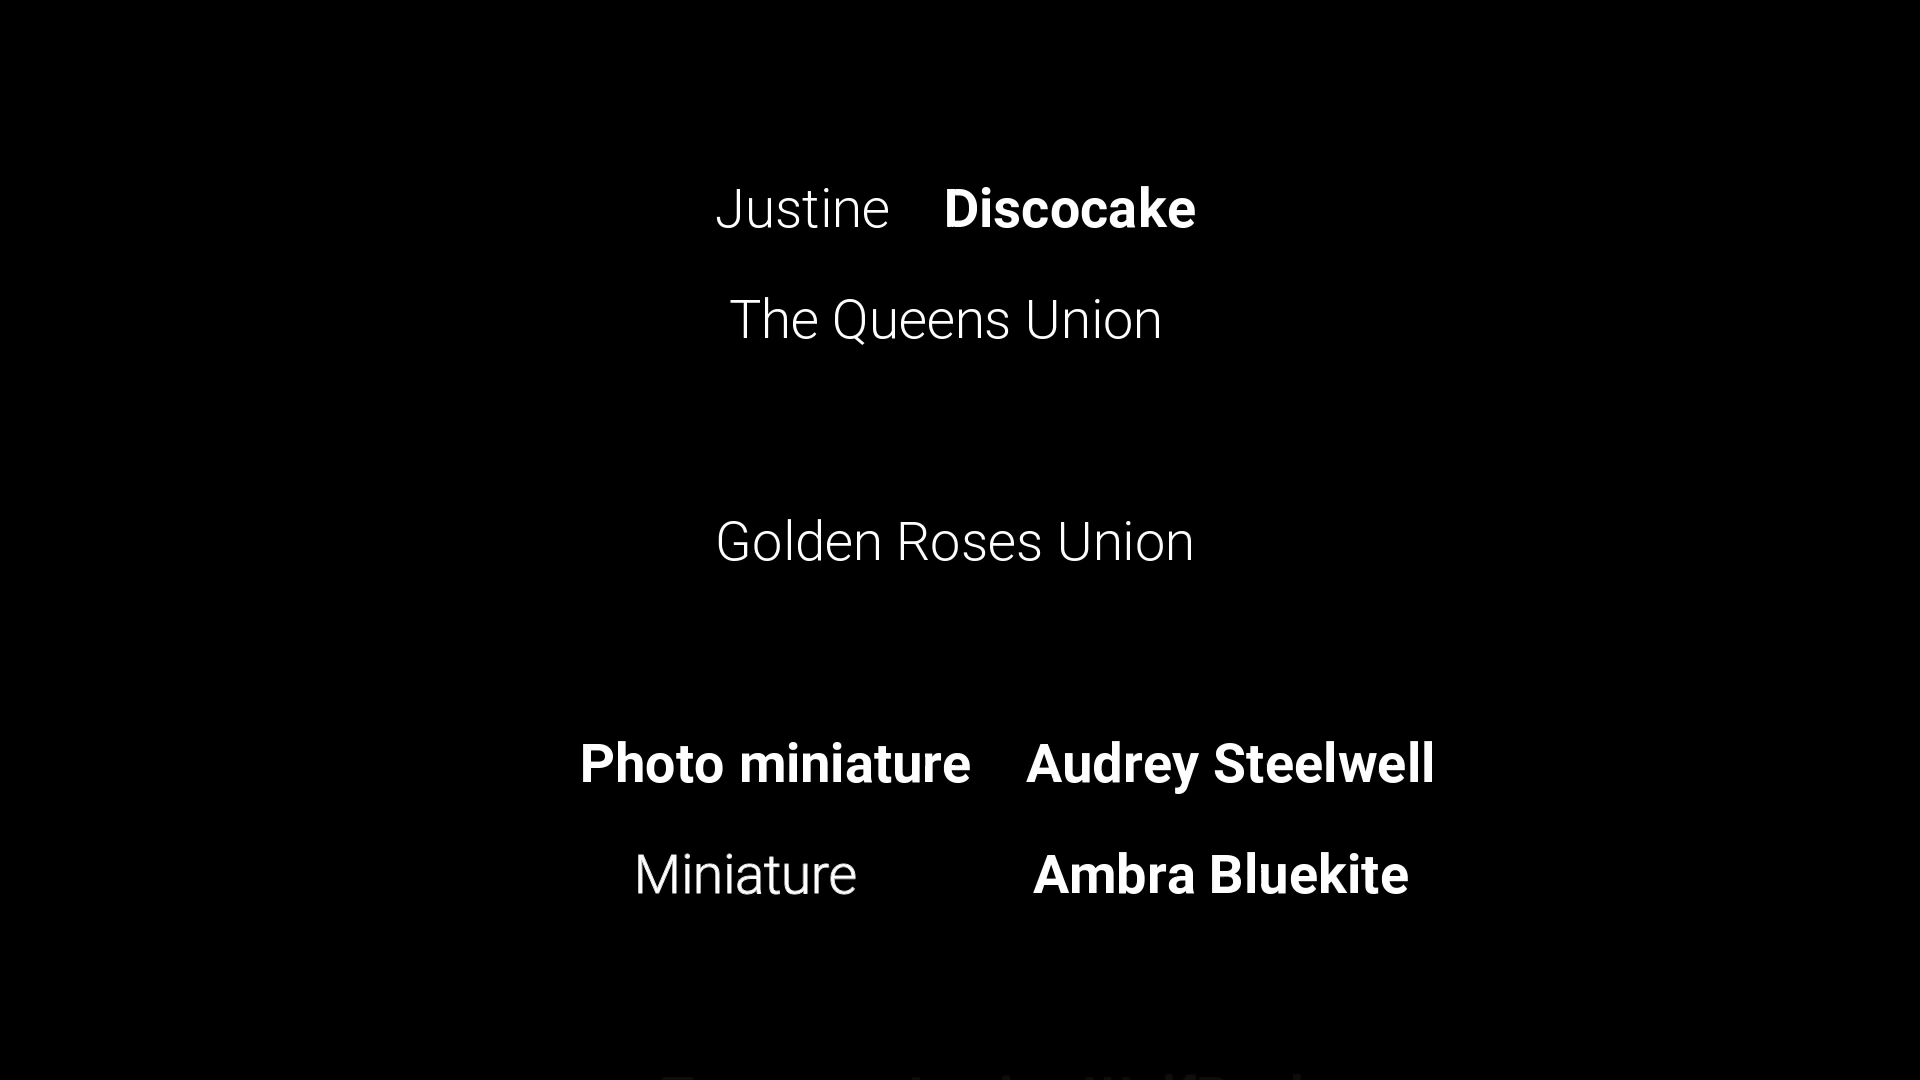 Justine Discocake
The Queens Union
Golden Roses Union
Photo miniature Audrey Steelwell
Miniature Ambra Bluekite